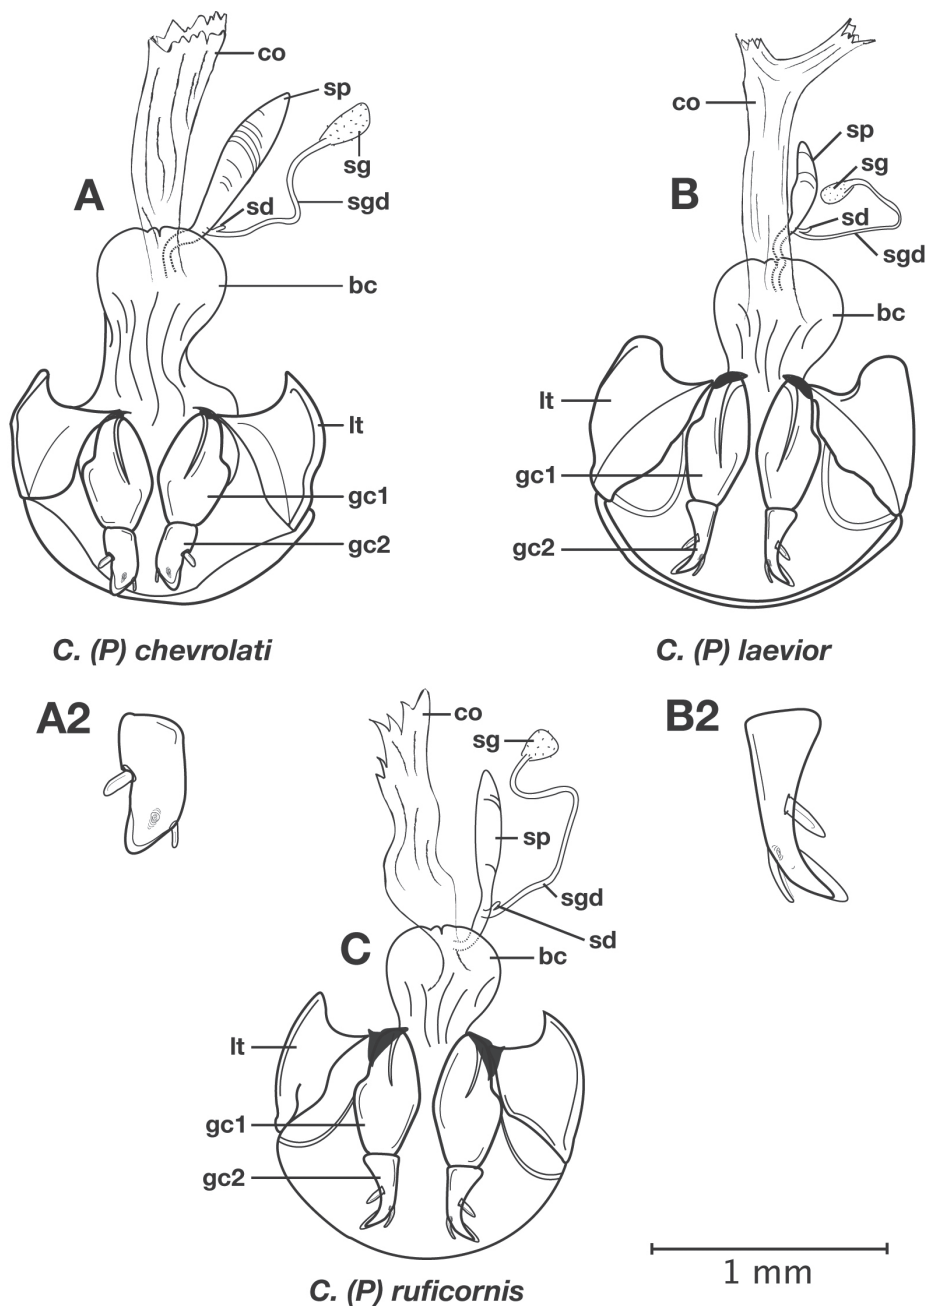 co
sp
sg
sgd
A
sd
bc
lt
gc1
gc2
C. (P) chevrolati
co
sp
sg
B
sd
sgd
bc
lt
gc1
gc2
C. (P) laevior
A2
B2
co
sg
sp
sgd
sd
C
bc
lt
gc1
gc2
1 mm
C. (P) ruficornis